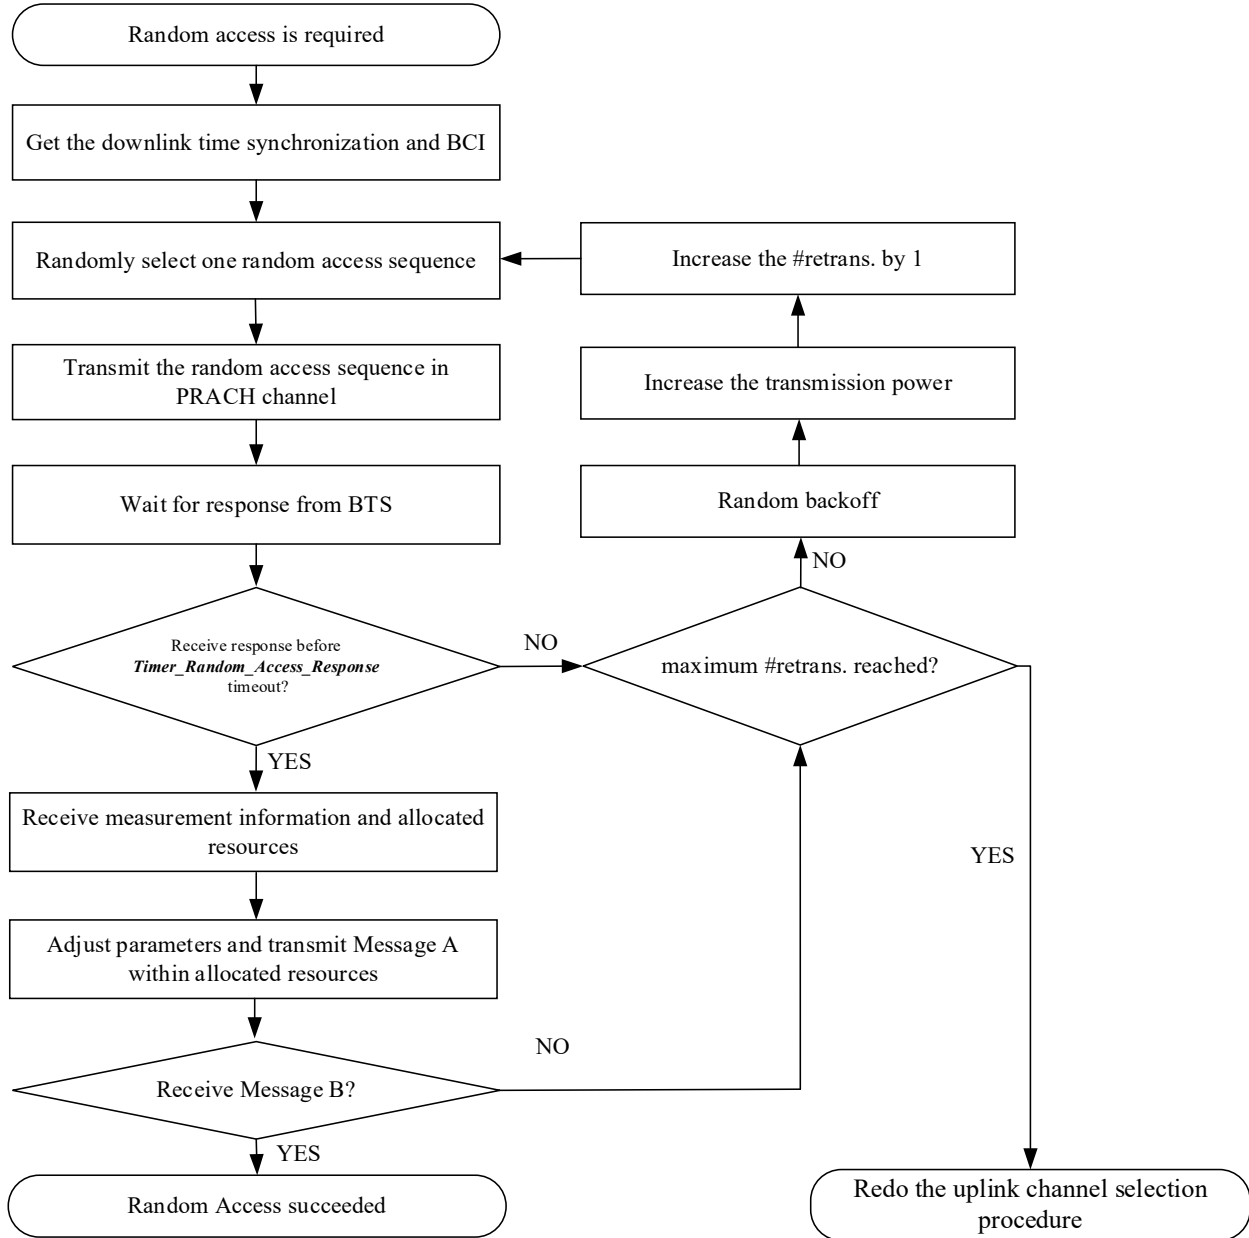 Random access is required
Get the downlink time synchronization and BCI
Randomly select one random access sequence
Increase the #retrans. by 1
Transmit the random access sequence in
PRACH channel
Increase the transmission power
Wait for response from BTS
Random backoff
NO
Receive response before
Timer_Random_Access_Response
timeout?
NO
maximum #retrans. reached?
YES
Receive measurement information and allocated
resources
YES
Adjust parameters and transmit Message A
within allocated resources
NO
Receive Message B?
YES
Random Access succeeded
Redo the uplink channel selection
procedure